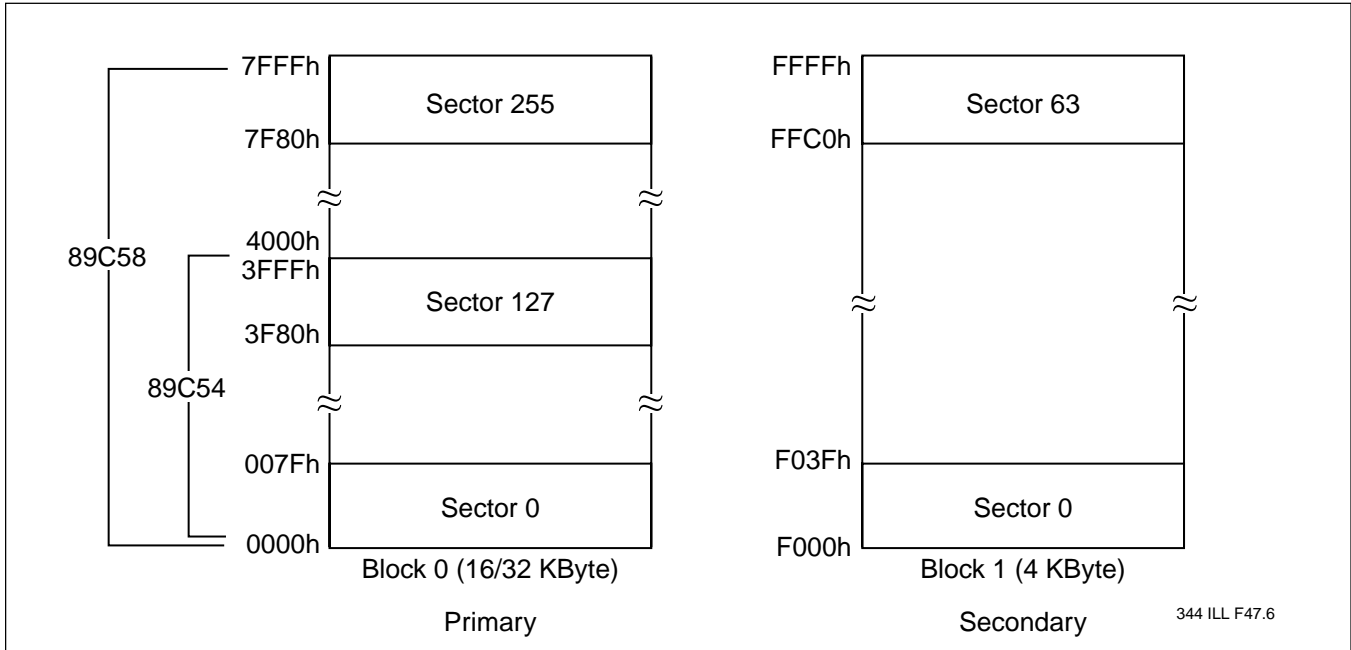 7FFFh
Sector 255
7F80h
4000h
89C58
3FFFh
Sector 127
3F80h
89C54
007Fh
Sector 0
0000h
Block 0 (16/32 KByte)
Primary
FFFFh
Sector 63
FFC0h
F03Fh
Sector 0
F000h
Block 1 (4 KByte)
Secondary
344 ILL F47.6